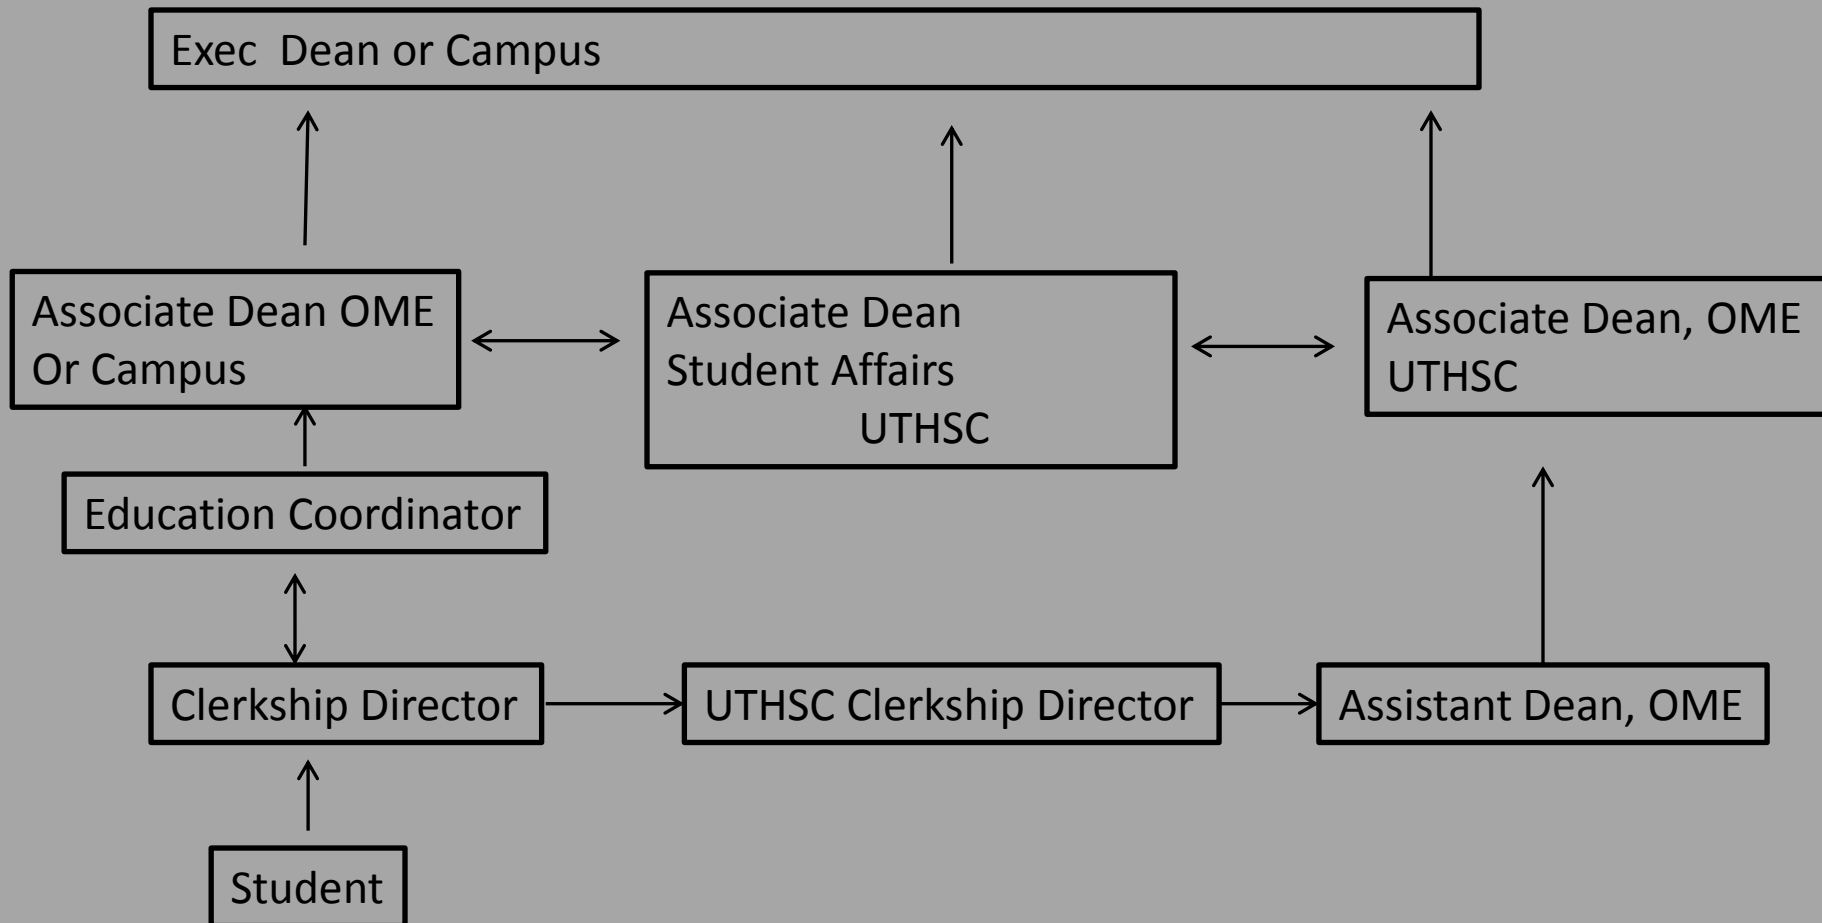 Exec  Dean or Campus
Associate Dean OME
Or Campus
Associate Dean
Student Affairs
UTHSC
Associate Dean, OME
UTHSC
Education Coordinator
Clerkship Director
UTHSC Clerkship Director
Assistant Dean, OME
Student